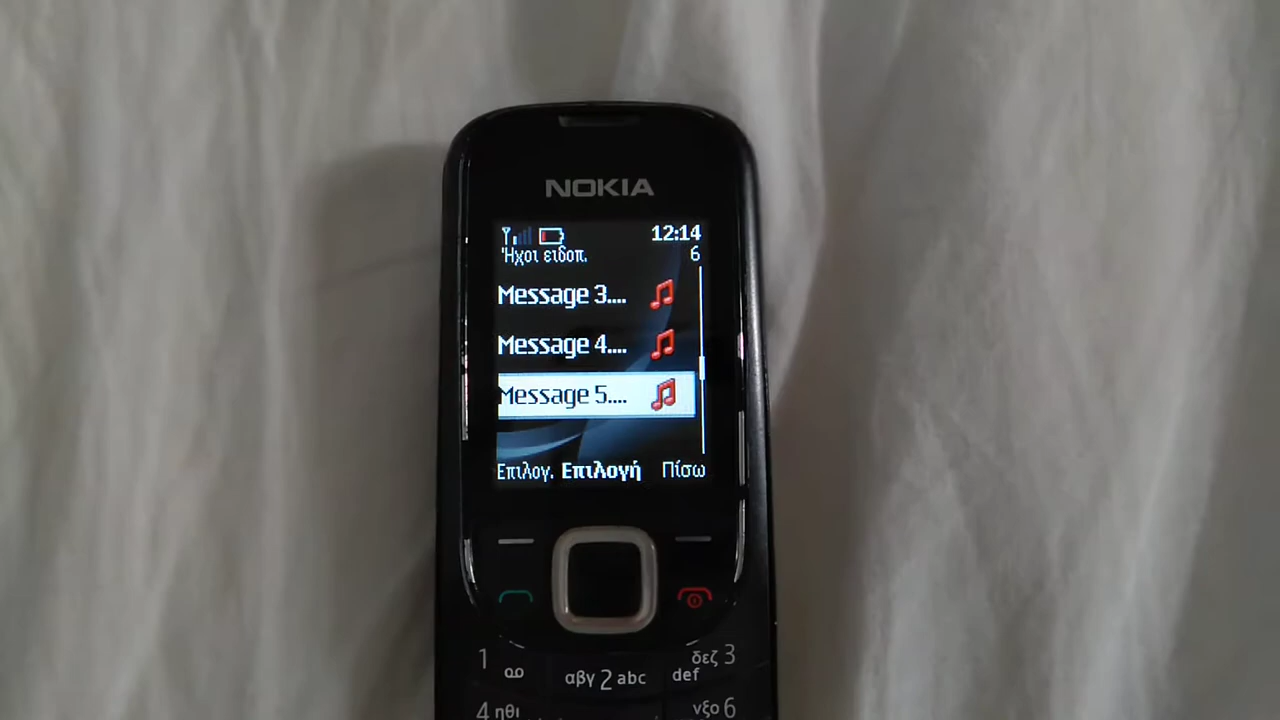 NOKIA
12:14
Ήχοι ειδοπ. 6
Message 3....
Message 4....
Message 5....
Επιλογ. Επιλογή Πίσω
1 αβγ 2 abc δεζ 3 def
4 ηθι νξο 6